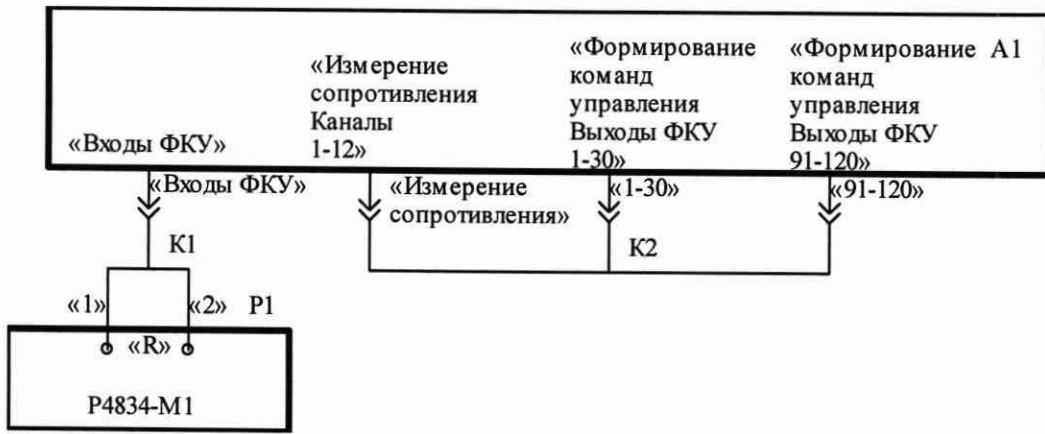 «Входы ФКУ»
«Измерение
сопротивления
Каналы
1-12»
«Формирование
команд
управления
Выходы ФКУ
1-30»
«Формирование
команд
управления
Выходы ФКУ
91-120»
А1
«Входы ФКУ»
«Измерение
сопротивления»
«1-30»
«91-120»
К1
К2
«1»
«2»
Р1
«R»
Р4834-М1